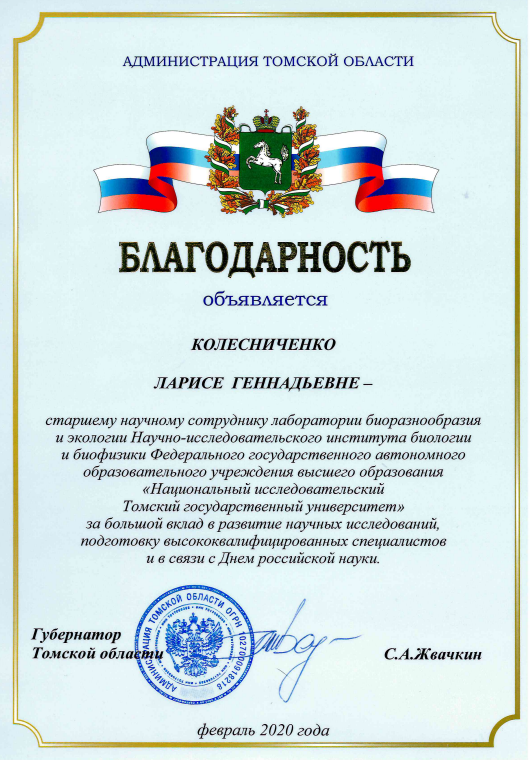 АДМИНИСТРАЦИЯ ТОМСКОЙ ОБЛАСТИ
БЛАГОДАРНОСТЬ
объявляется
КОЛЕСНИЧЕНКО
ЛАРИСЕ ГЕННАДЬЕВНЕ –
старшему научному сотруднику лаборатории биоразнообразия
и экологии Научно-исследовательского института биологии
и биофизики Федерального государственного автономного
образовательного учреждения высшего образования
«Национальный исследовательский
Томский государственный университет»
за большой вклад в развитие научных исследований,
подготовку высококвалифицированных специалистов
и в связи с Днем российской науки.
Губернатор
Томской области
АДМИНИСТРАЦИЯ ТОМСКОЙ ОБЛАСТИ ОГРН
С.А.Жвачкин
февраль 2020 года